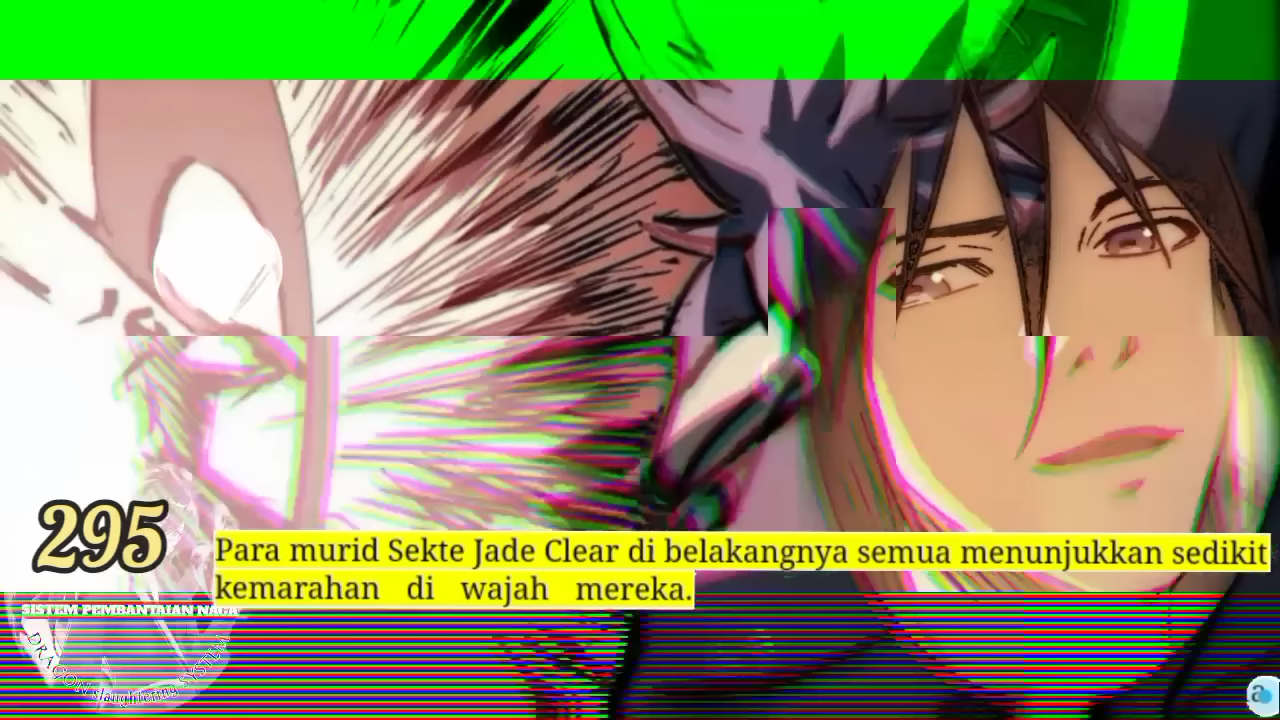 295
Para murid Sekte Jade Clear di belakangnya semua menunjukkan sedikit
kemarahan di wajah mereka.
SISTEM PEMBANTAIAN NAGA
DRAGON slaughtering SYSTEM
a